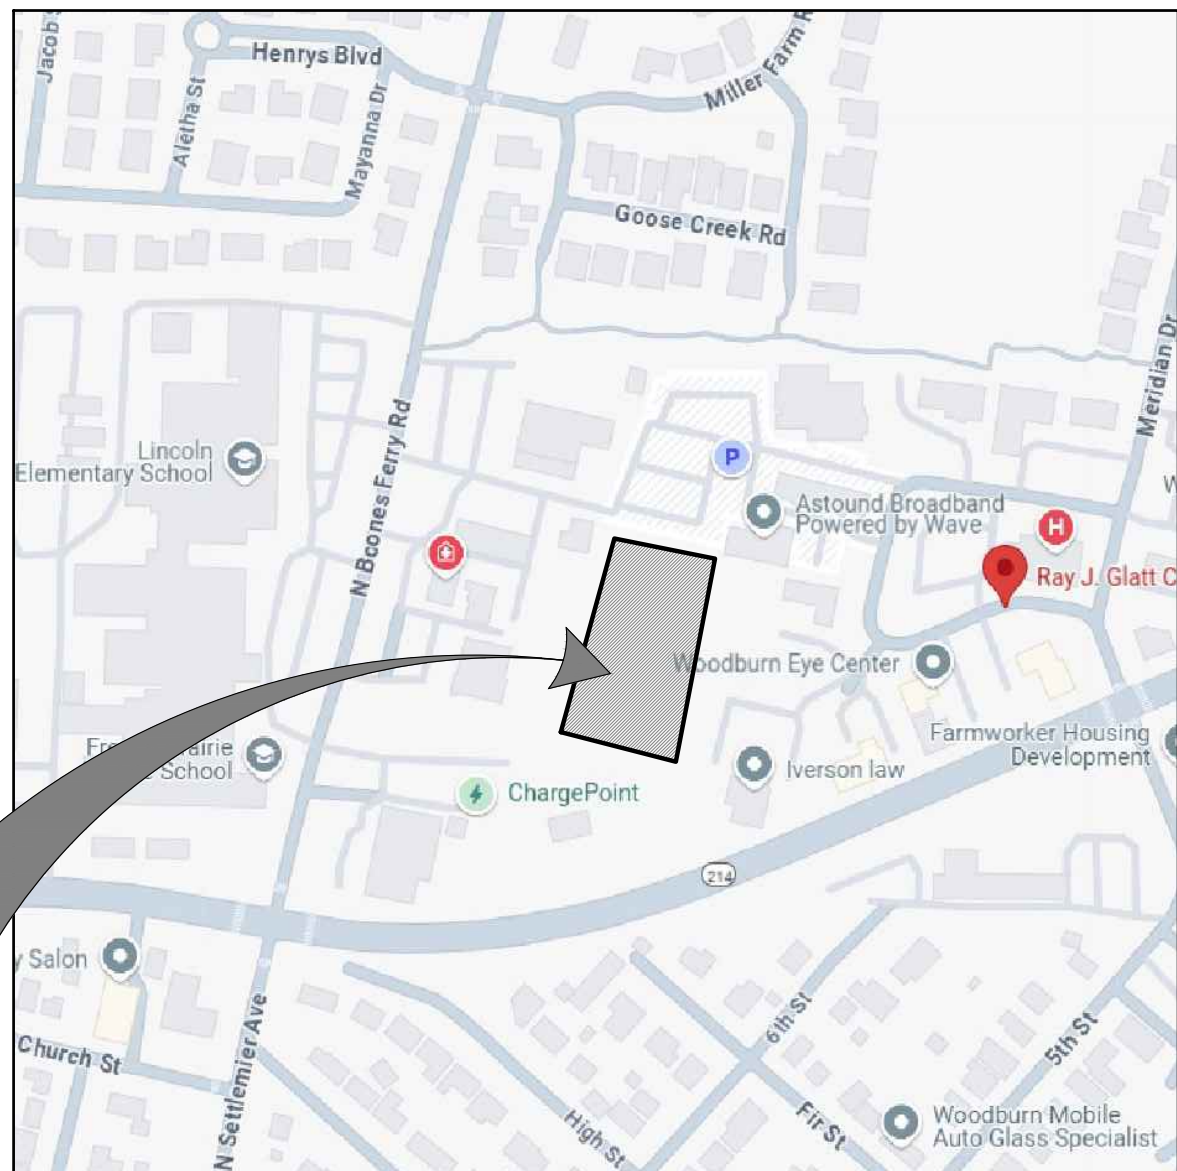 Jacob
Henrys Blvd
Aletha St
Mayanna Dr
Miller Farm R
Goose Creek Rd
Meridian Dr
N Boones Ferry Rd
Lincoln
Elementary School
P
Astound Broadband
Powered by Wave
W
H
Ray J. Glatt C
Woodburn Eye Center
Farmworker Housing
Development
Fre
airie
School
Iverson law
ChargePoint
214
y Salon
Church St
N Settlemier Ave
High St
6th St
Fir St
5th St
Woodburn Mobile
Auto Glass Specialist